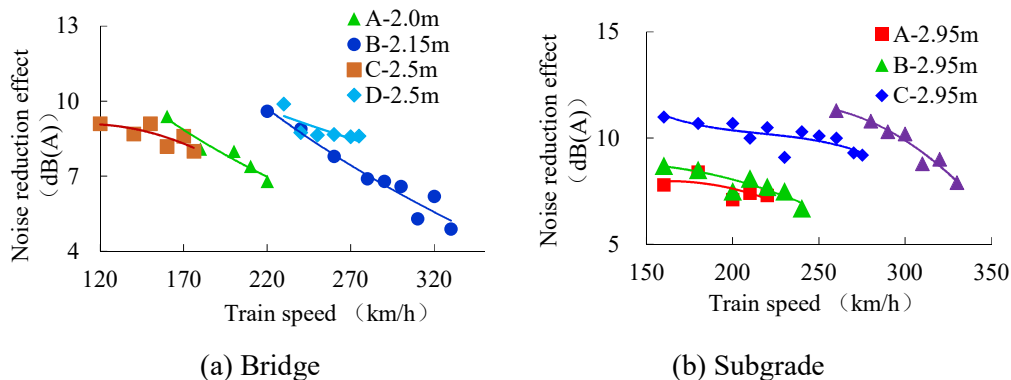 Noise reduction effect
（dB(A)）
13
10
7
4
120
170
220
270
320
Train speed （km/h）
A-2.0m
B-2.15m
C-2.5m
D-2.5m
(a) Bridge
Noise reduction effect
（dB(A)）
15
10
5
150
200
250
300
350
Train speed （km/h）
A-2.95m
B-2.95m
C-2.95m
(b) Subgrade